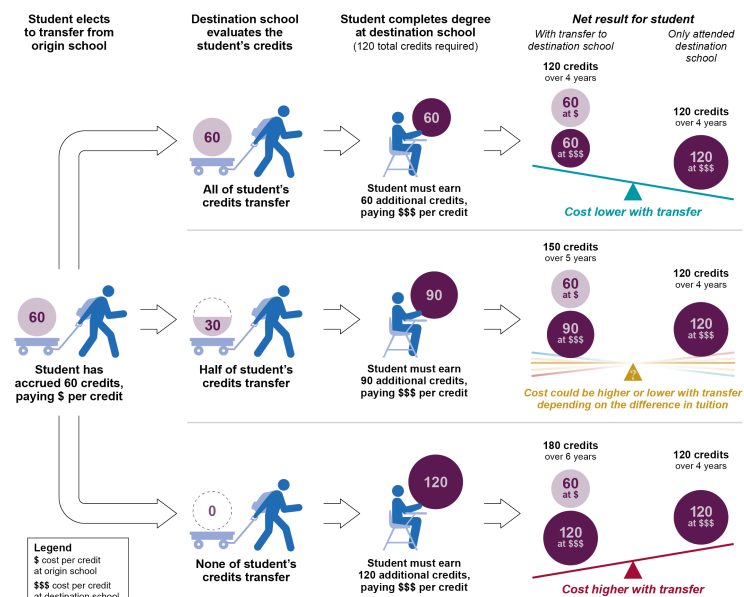 Student elects
to transfer from
origin school
Destination school
evaluates the
student's credits
Student completes degree
at destination school
(120 total credits required)
Net result for student
With transfer to
destination school
Only attended
destination
school
60
Student has
accrued 60 credits,
paying $ per credit
60
All of student's
credits transfer
60
Student must earn
60 additional credits,
paying $$$ per credit
120 credits
over 4 years
60
at $
60
at $$$
120 credits
over 4 years
120
at $$$
Cost lower with transfer
30
Half of student's
credits transfer
90
Student must earn
90 additional credits,
paying $$$ per credit
150 credits
over 5 years
60
at $
90
at $$$
120 credits
over 4 years
120
at $$$
?
Cost could be higher or lower with transfer
depending on the difference in tuition
0
None of student's
credits transfer
120
Student must earn
120 additional credits,
paying $$$ per credit
180 credits
over 6 years
60
at $
120
at $$$
120 credits
over 4 years
120
at $$$
Cost higher with transfer
Legend
$ cost per credit
at origin school
$$$ cost per credit
at destination school